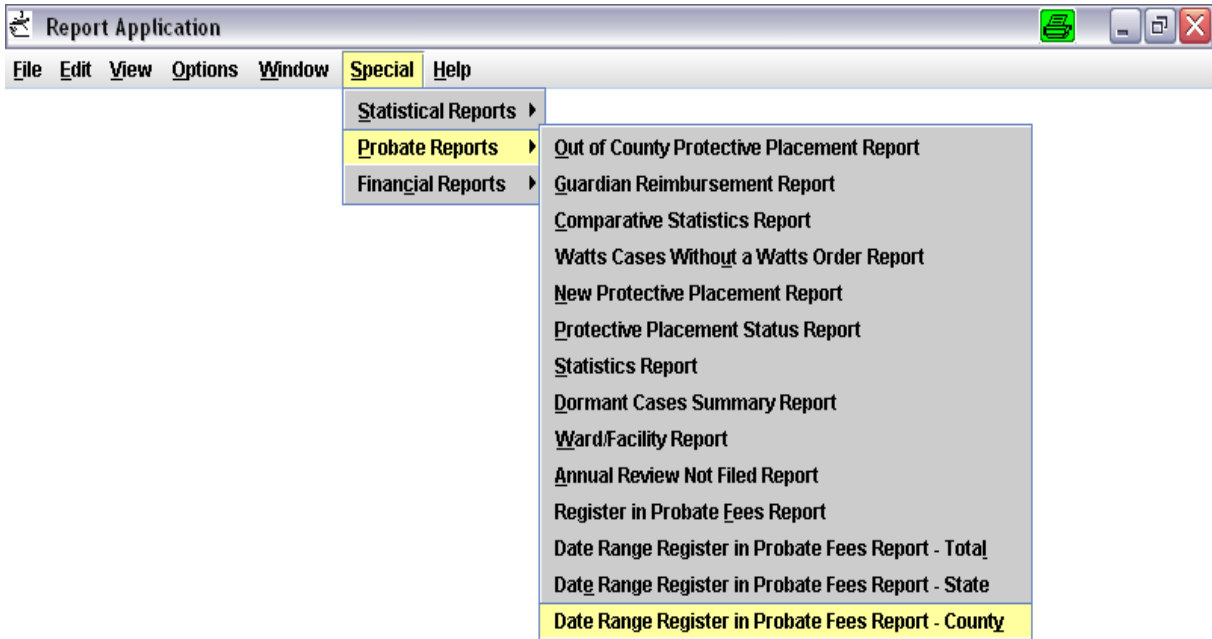 Report Application
File Edit View Options Window Special Help
Statistical Reports
Probate Reports
Financial Reports
Out of County Protective Placement Report
Guardian Reimbursement Report
Comparative Statistics Report
Watts Cases Without a Watts Order Report
New Protective Placement Report
Protective Placement Status Report
Statistics Report
Dormant Cases Summary Report
Ward/Facility Report
Annual Review Not Filed Report
Register in Probate Fees Report
Date Range Register in Probate Fees Report - Total
Date Range Register in Probate Fees Report - State
Date Range Register in Probate Fees Report - County